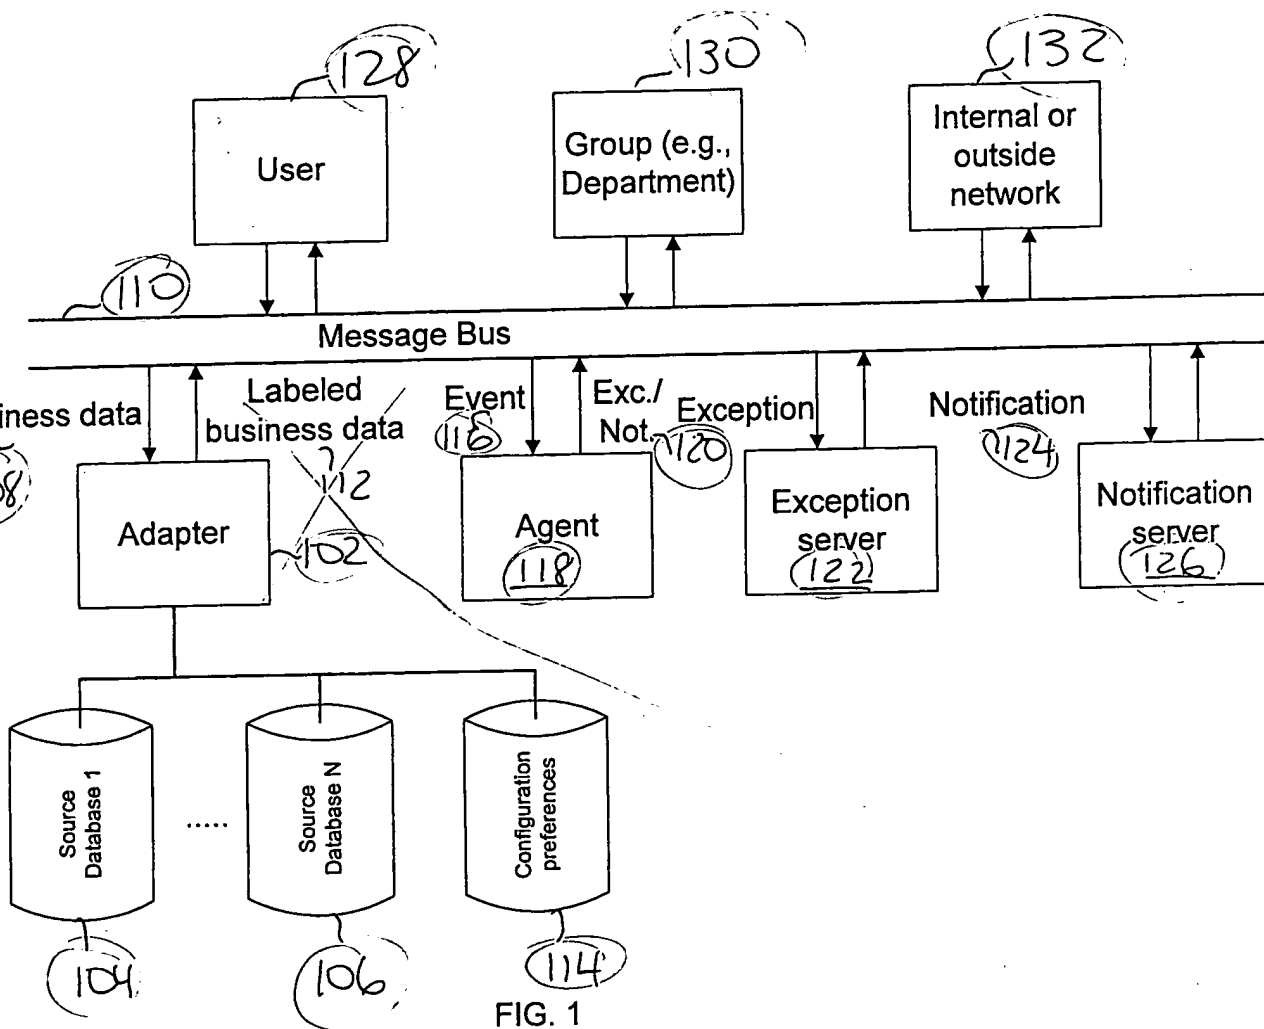 128
130
132
User
Group (e.g.,
Department)
Internal or
outside
network
110
Message Bus
iness data
Labeled
business data
112
Event
116
Exc./
Not.
Exception
120
Notification
124
08
Adapter
102
Agent
118
Exception
server
122
Notification
server
126
Source
Database 1
.....
Source
Database N
Configuration
preferences
104
106
114
FIG. 1